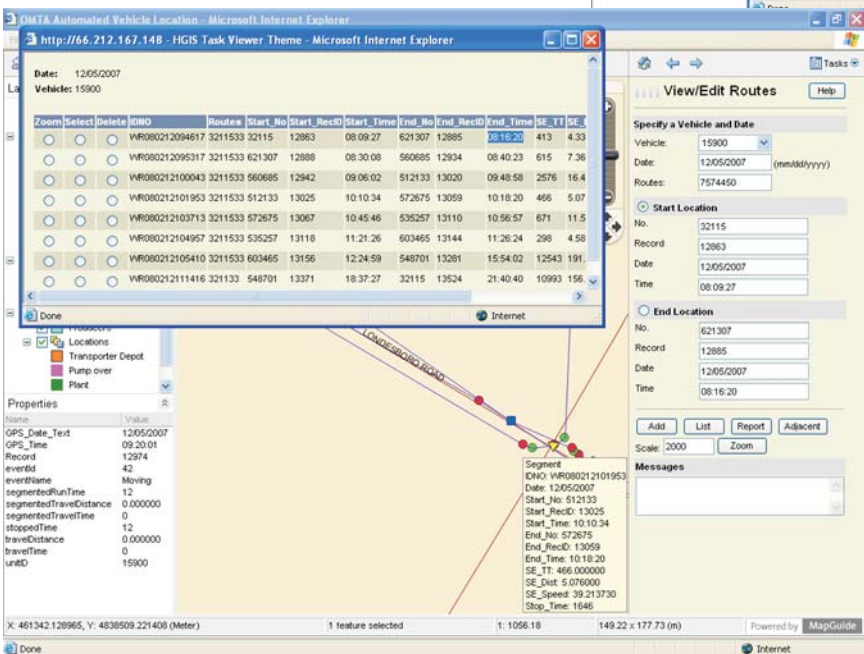 Done
OMTA Automated Vehicle Location - Microsoft Internet Explorer
http://66.212.167.148 - HGIS Task Viewer Theme - Microsoft Internet Explorer
Date: 12/05/2007
Vehicle: 15900
Zoom Select Delete IDNO Routes Start_No Start_RecID Start_Time End_No End_RecID End_Time SE_TT
WR080212094617 3211533 32115 12863 08:09:27 621307 12885 08:16:20 413 4.33
WR080212095317 3211533 621307 12888 08:30:08 560685 12934 08:40:23 615 7.36
WR080212100043 3211533 560685 12942 09:06:02 512133 13020 09:48:58 2576 16.4
WR080212101953 3211533 512133 13025 10:10:34 572675 13059 10:18:20 466 5.07
WR080212103713 3211533 572675 13067 10:45:46 535257 13110 10:56:57 671 11.5
WR080212104957 3211533 535257 13118 11:21:26 603465 13144 11:26:24 298 4.58
WR080212105410 3211533 603465 13156 12:24:59 548701 13281 15:54:02 12543 191.
WR080212111416 321133 548701 13371 18:37:27 32115 13524 21:40:40 10993 156.
Done Internet
La
Producers
Locations
Transporter Depot
Pump over
Plant
Properties
Name Value
GPS_Date_Text 12/05/2007
GPS_Time 09:20:01
Record 12974
eventId 42
eventName Moving
segmentedRunTime 12
segmentedTravelDistance 0.000000
segmentedTravelTime 0
stoppedTime 12
travelDistance 0.000000
travelTime 0
unitID 15900
LONDESBORO ROAD
Segment
IDNO: WR080212101953
Date: 12/05/2007
Start_No: 512133
Start_RecID: 13025
Start_Time: 10:10:34
End_No: 572675
End_RecID: 13059
End_Time: 10:18:20
SE_TT: 466.000000
SE_Dist: 5.076000
SE_Speed: 39.213730
Stop_Time: 1646
Tasks
View/Edit Routes Help
Specify a Vehicle and Date
Vehicle: 15900
Date: 12/05/2007 (mm/dd/yyyy)
Routes: 7574450
Start Location
No. 32115
Record 12863
Date 12/05/2007
Time 08:09:27
End Location
No. 621307
Record 12885
Date 12/05/2007
Time 08:16:20
Add List Report Adjacent
Scale: 2000 Zoom
Messages
X: 461342.128965, Y: 4838509.221408 (Meter) 1 feature selected 1: 1056.18 149.22 x 177.73 (m) Powered by MapGuide
Done Internet